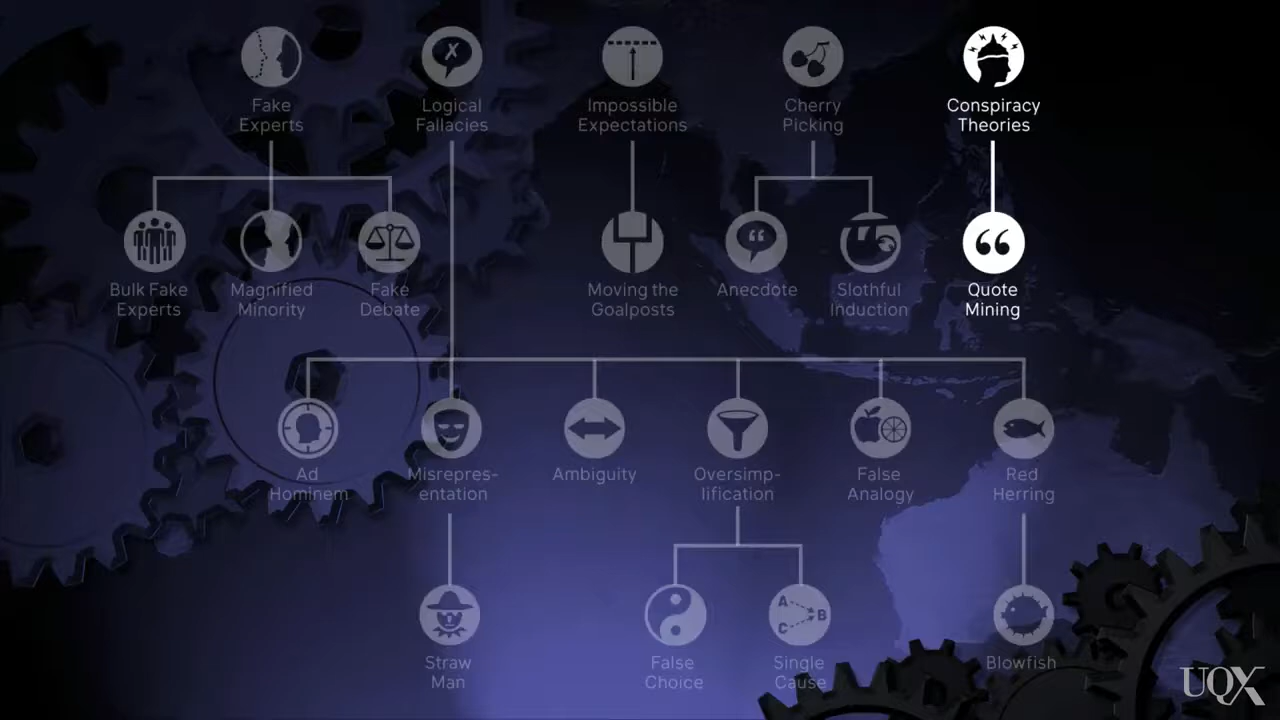 Fake
Experts
Logical
Fallacies
Impossible
Expectations
Cherry
Picking
Conspiracy
Theories
Bulk Fake
Experts
Magnified
Minority
Fake
Debate
Moving the
Goalposts
Anecdote
Slothful
Induction
Quote
Mining
Ad
Hominem
Misrepres-
entation
Ambiguity
Oversimp-
lification
False
Analogy
Red
Herring
Straw
Man
False
Choice
A
B
C
Single
Cause
Blowfish
UQX